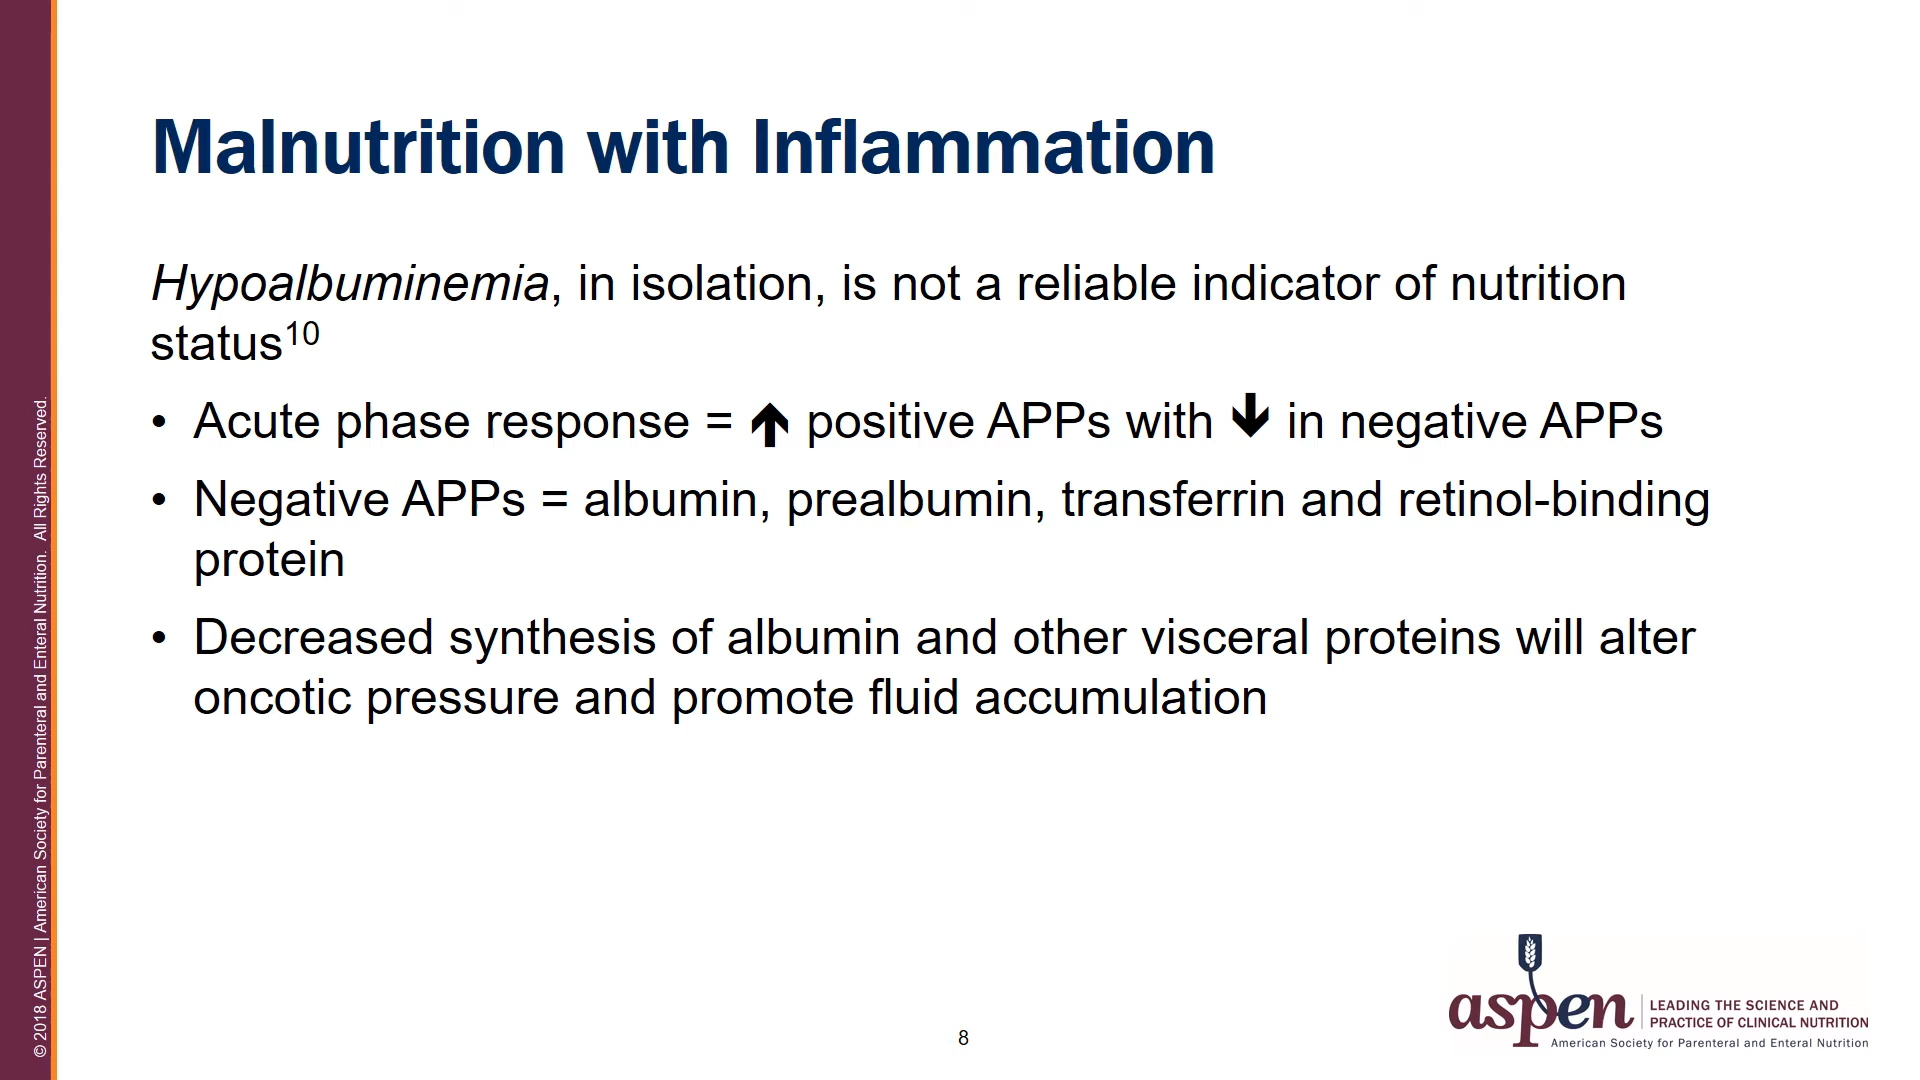 Malnutrition with Inflammation
Hypoalbuminemia, in isolation, is not a reliable indicator of nutrition
status10
• Acute phase response = 🡹 positive APPs with 🡻 in negative APPs
• Negative APPs = albumin, prealbumin, transferrin and retinol-binding
protein
• Decreased synthesis of albumin and other visceral proteins will alter
oncotic pressure and promote fluid accumulation
© 2018 ASPEN | American Society for Parenteral and Enteral Nutrition. All Rights Reserved.
8
aspen
LEADING THE SCIENCE AND
PRACTICE OF CLINICAL NUTRITION
American Society for Parenteral and Enteral Nutrition